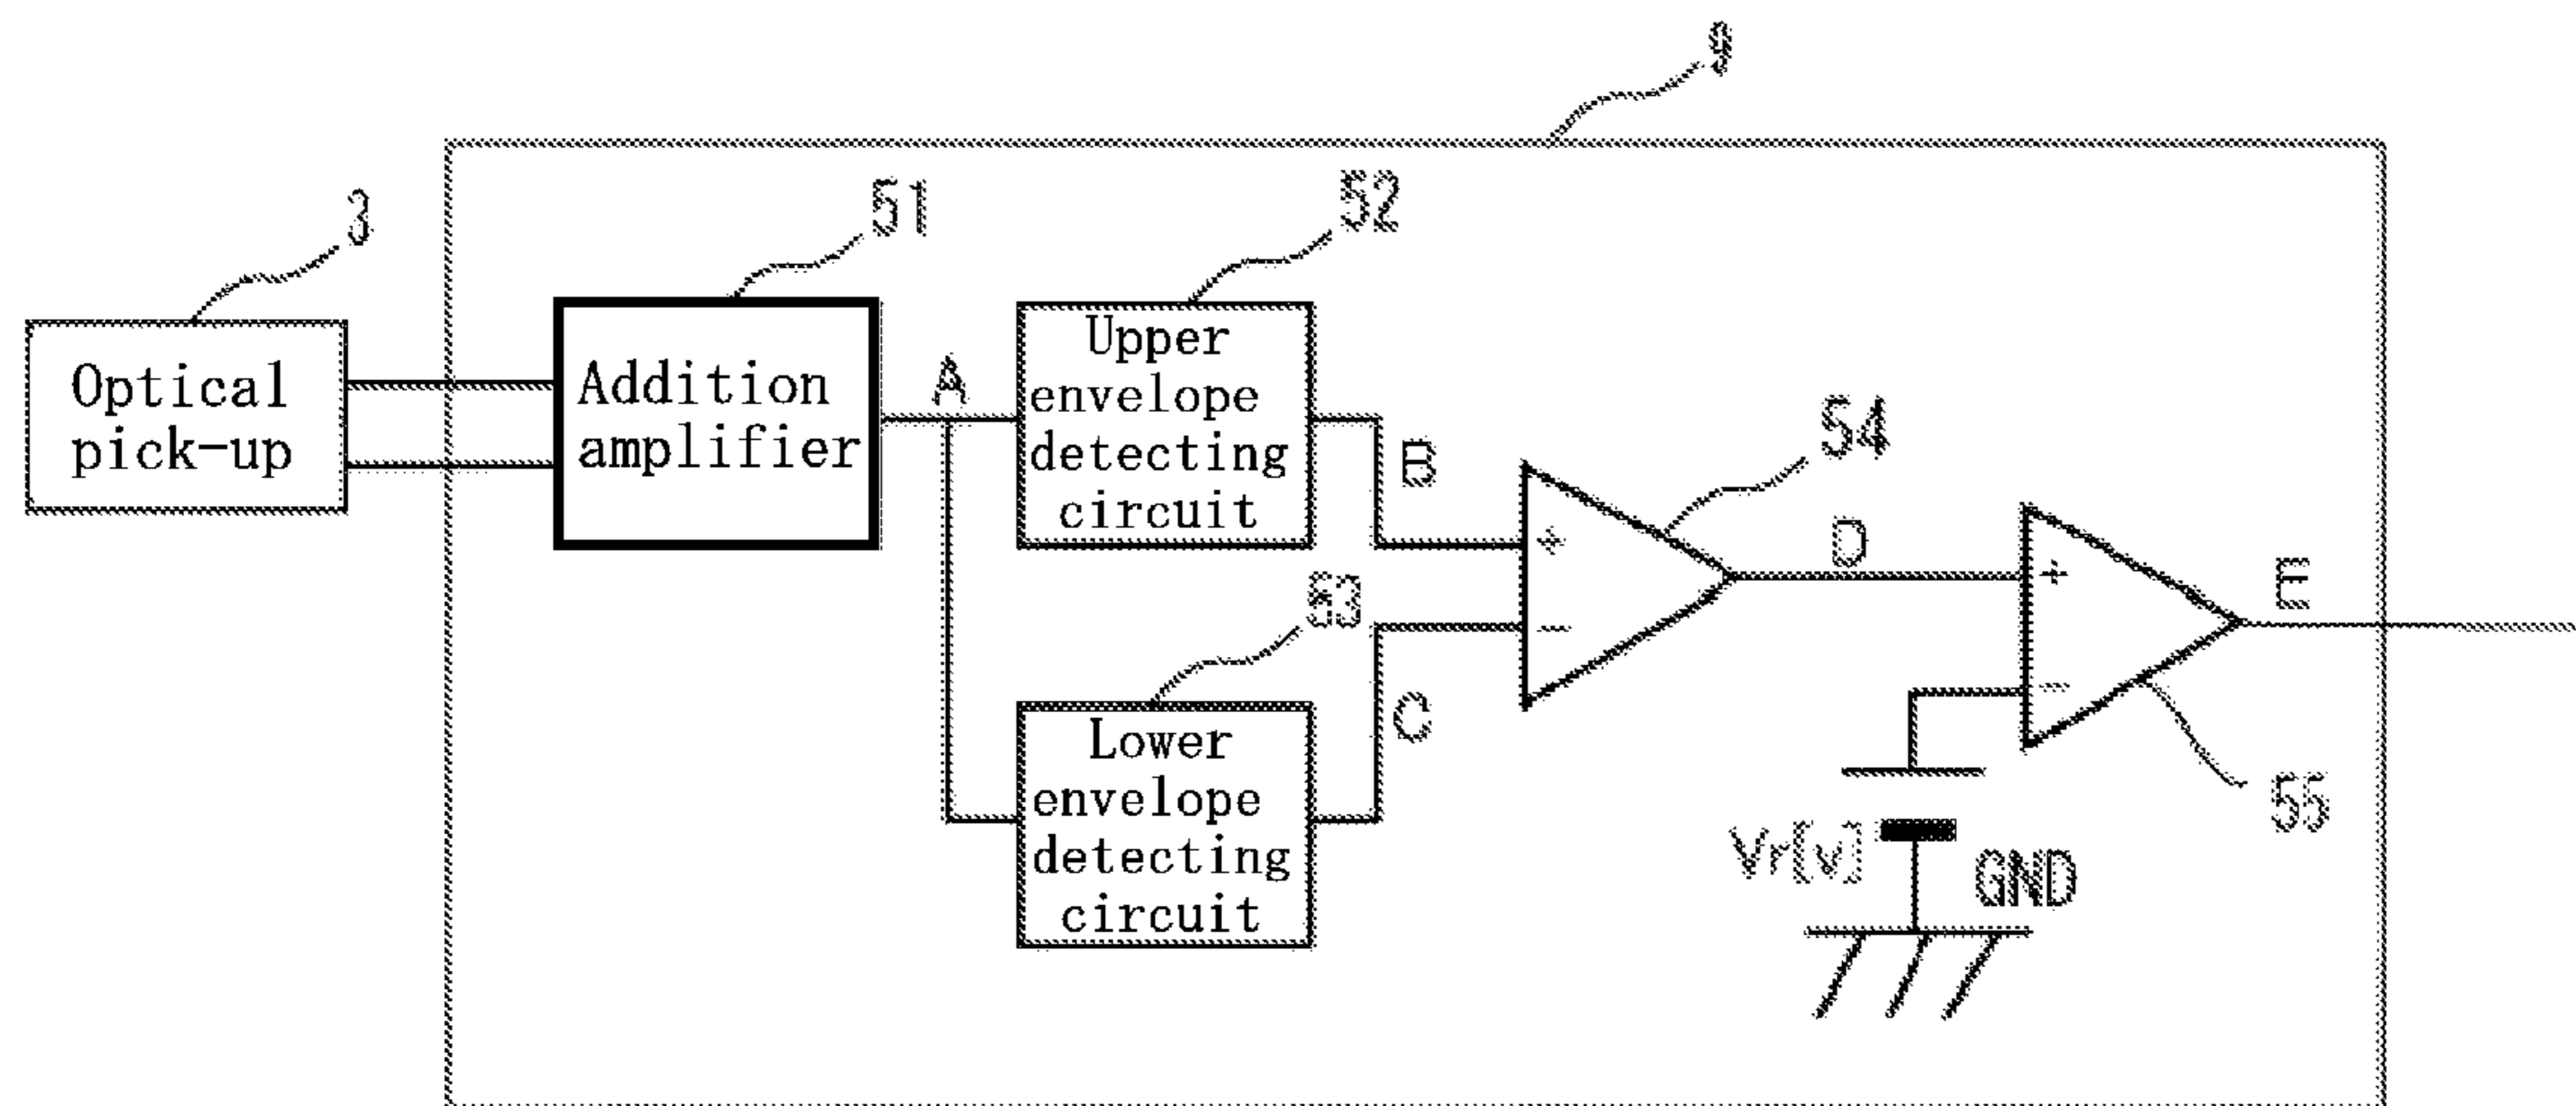 9
3
51
52
Optical
pick-up
Addition
amplifier
A
Upper
envelope
detecting
circuit
B
54
+
-
D
+
-
E
53
C
Lower
envelope
detecting
circuit
55
Vr[v]
GND